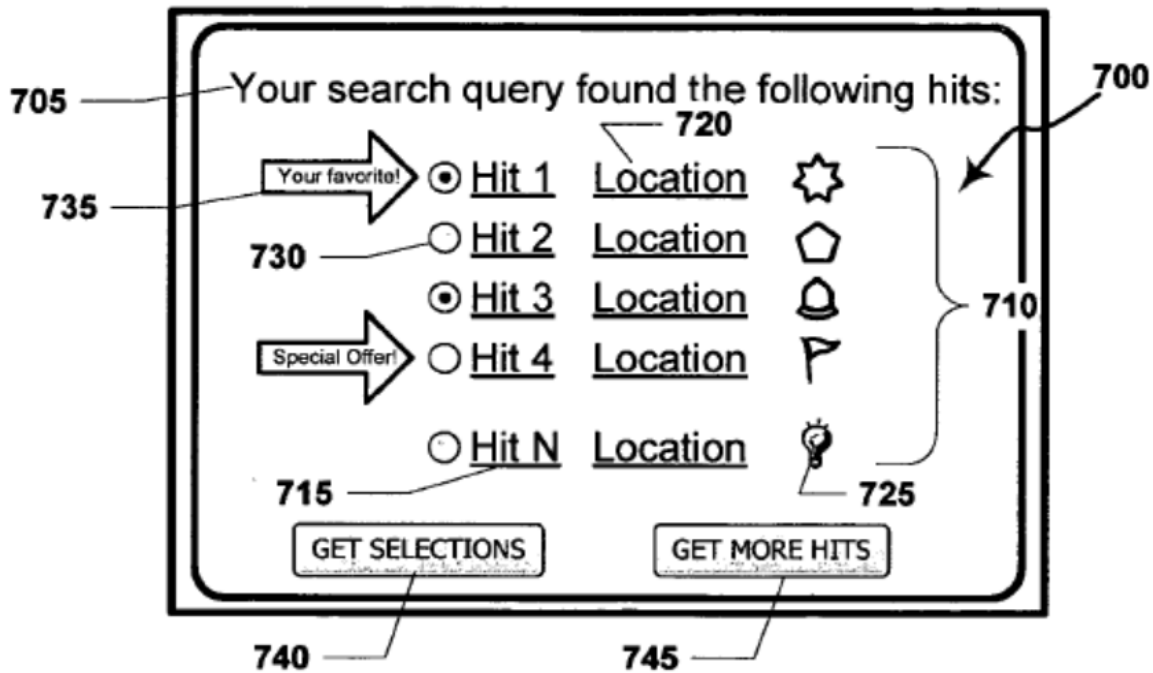 705 Your search query found the following hits: 700
720
Your favorite! Hit 1 Location
735
730 Hit 2 Location
Hit 3 Location 710
Special Offer! Hit 4 Location
Hit N Location
715 725
GET SELECTIONS GET MORE HITS
740 745